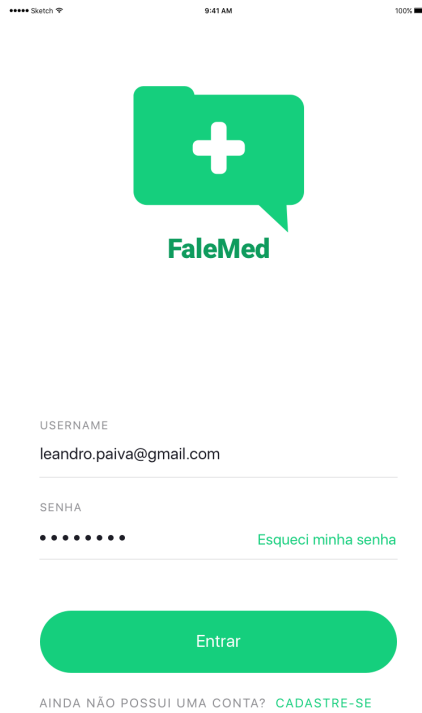 Sketch 9:41 AM 100%
FaleMed
USERNAME
leandro.paiva@gmail.com
SENHA
Esqueci minha senha
Entrar
AINDA NÃO POSSUI UMA CONTA? CADASTRE-SE